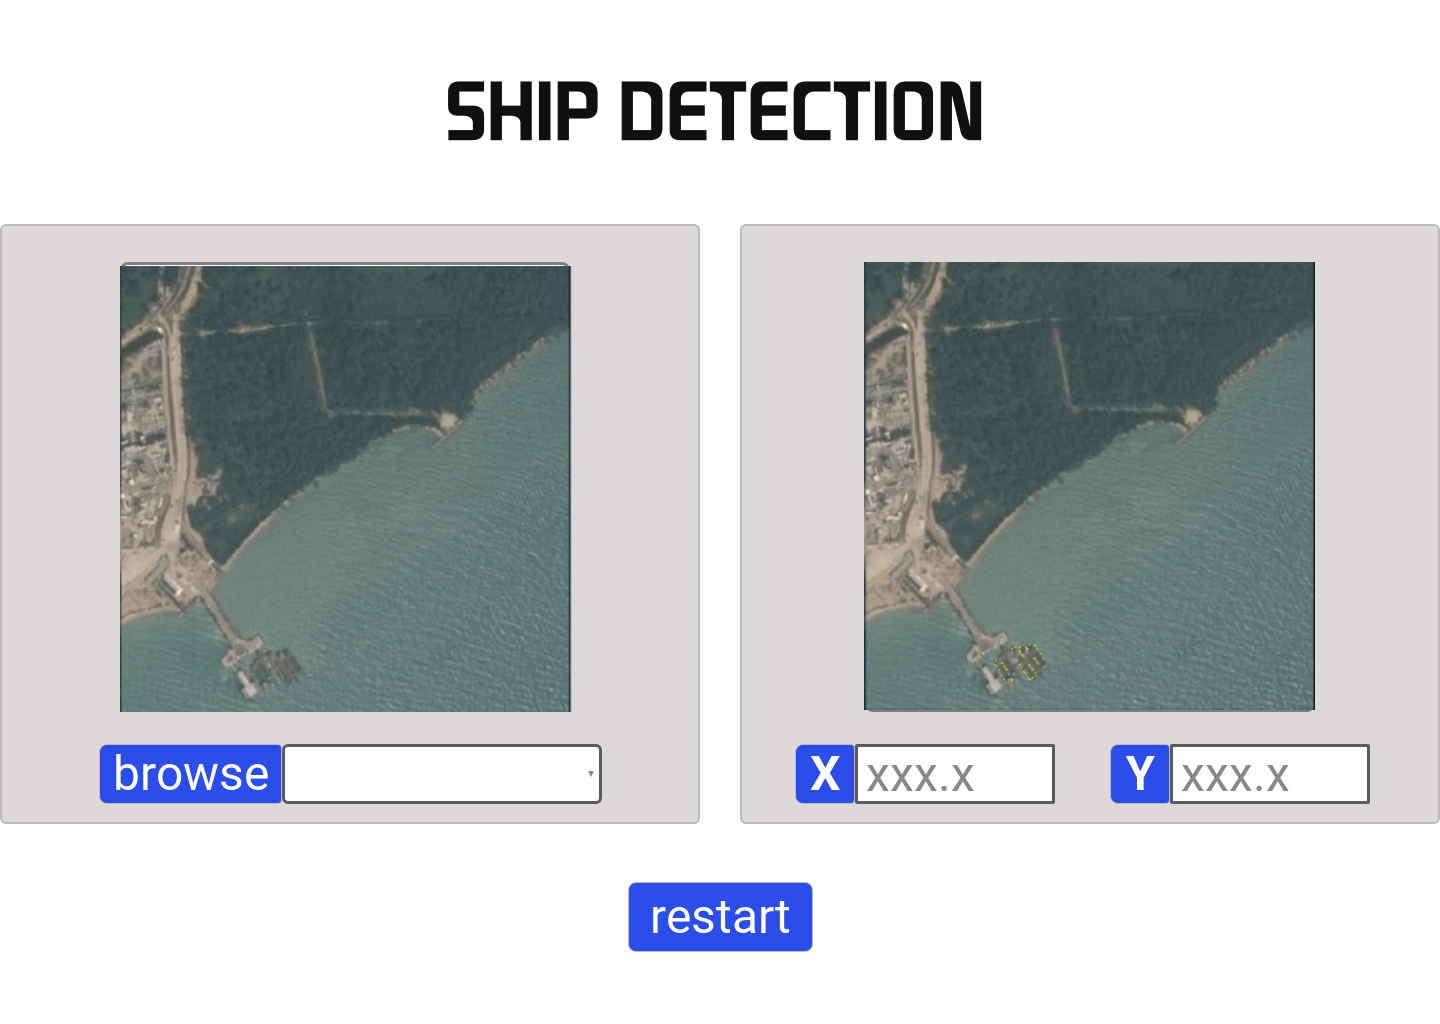 SHIP DETECTION
browse
X xxx.x Y xxx.x
restart